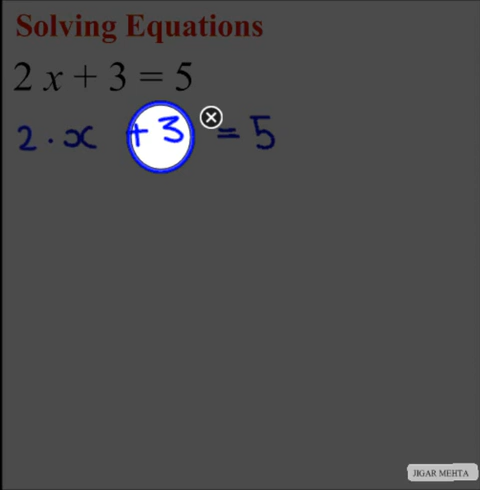 Solving Equations
2 x + 3 = 5
2 · x + 3 = 5
JIGAR MEHTA